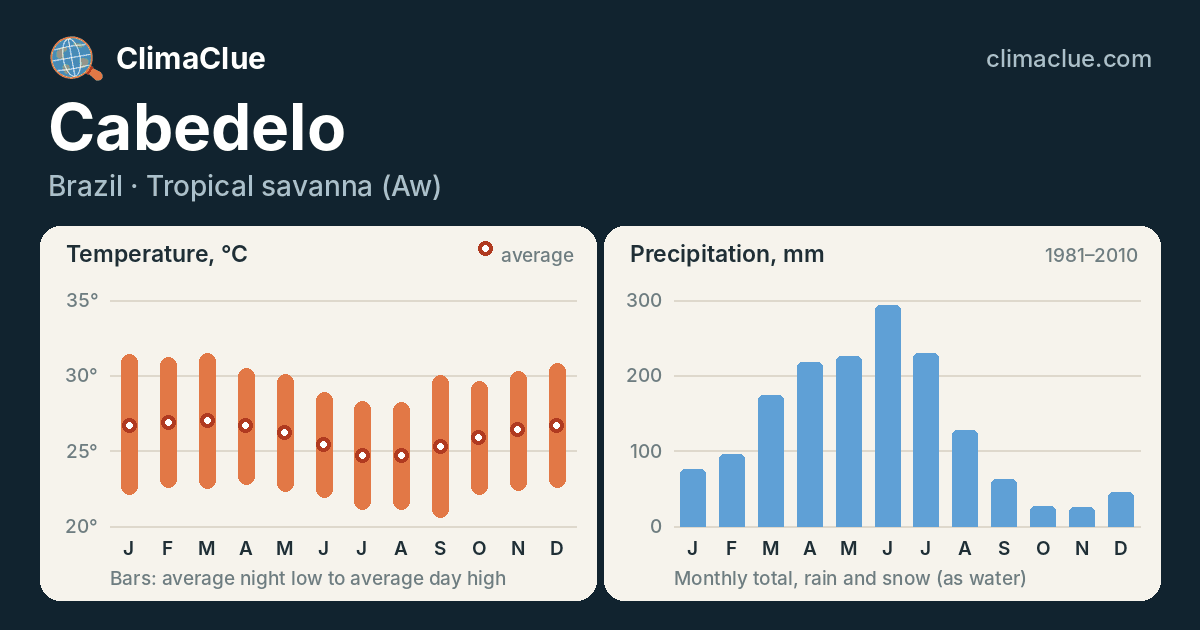 ClimaClue
climaclue.com
Cabedelo
Brazil · Tropical savanna (Aw)
Temperature, °C
average
35°
30°
25°
20°
J F M A M J J A S O N D
Bars: average night low to average day high
Precipitation, mm
1981–2010
300
200
100
0
J F M A M J J A S O N D
Monthly total, rain and snow (as water)